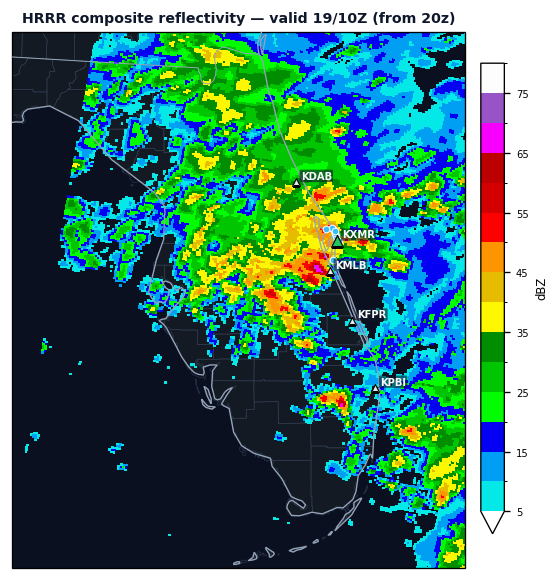 HRRR composite reflectivity — valid 19/10Z (from 20z)
KDAB
KXMR
KMLB
KFPR
KPBI
75
65
55
45
35
25
15
5
dBZ